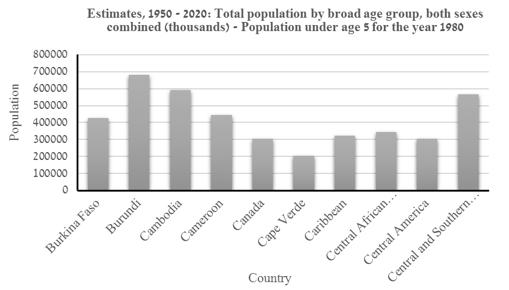 Estimates, 1950 - 2020: Total population by broad age group, both sexes
combined (thousands) - Population under age 5 for the year 1980
800000
700000
600000
500000
400000
300000
200000
100000
0
Population
Burkina Faso
Burundi
Cambodia
Cameroon
Canada
Cape Verde
Caribbean
Central African...
Central America
Central and Southern...
Country